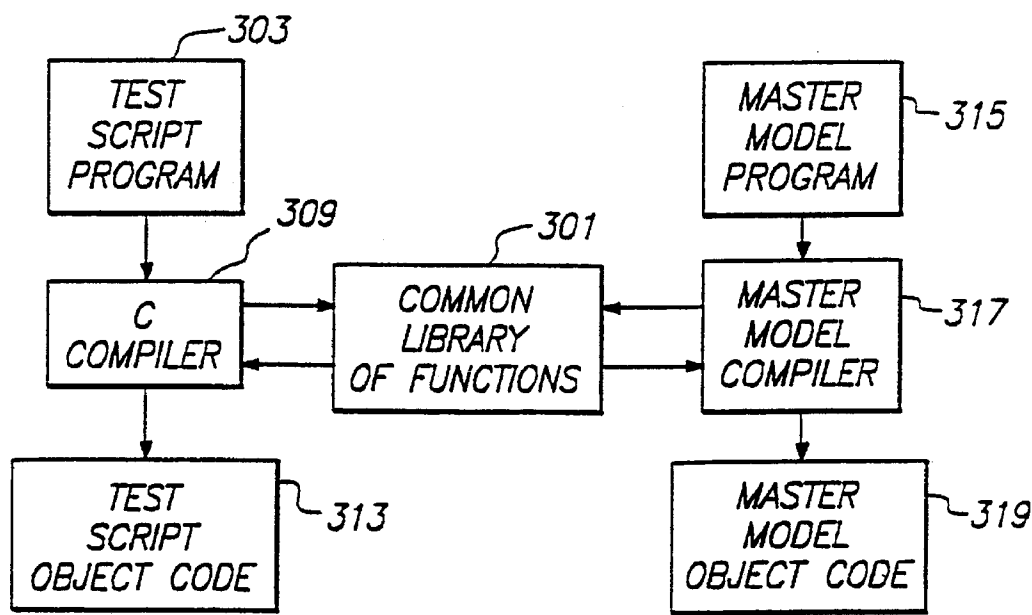 303
TEST
SCRIPT
PROGRAM
MASTER
MODEL
PROGRAM
315
309
C
COMPILER
301
COMMON
LIBRARY
OF FUNCTIONS
MASTER
MODEL
COMPILER
317
TEST
SCRIPT
OBJECT CODE
313
MASTER
MODEL
OBJECT CODE
319